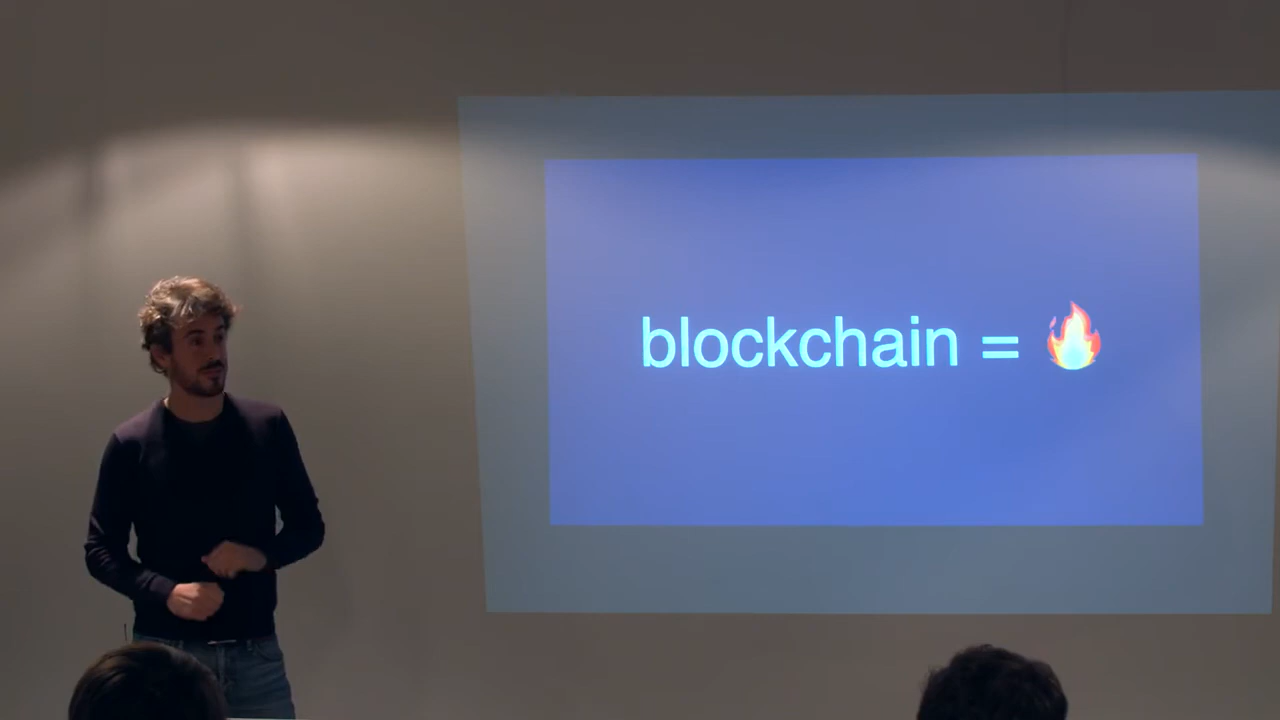 blockchain = 🔥